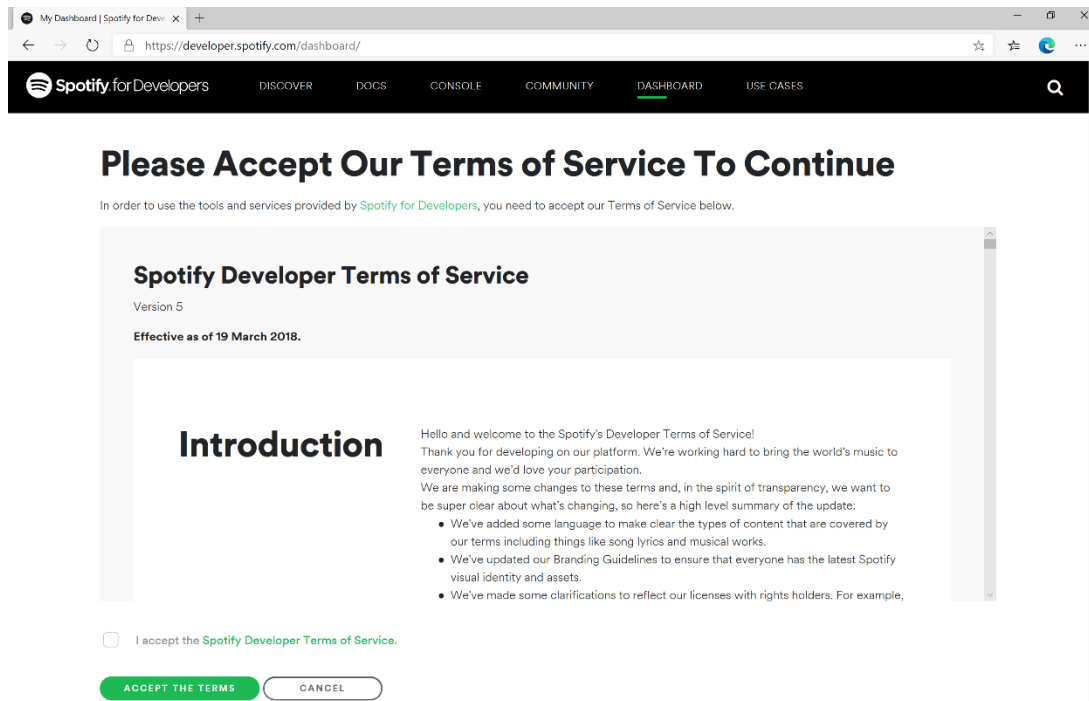 My Dashboard | Spotify for Deve
https://developer.spotify.com/dashboard/
Spotify for Developers DISCOVER DOCS CONSOLE COMMUNITY DASHBOARD USE CASES
Please Accept Our Terms of Service To Continue
In order to use the tools and services provided by Spotify for Developers, you need to accept our Terms of Service below.
Spotify Developer Terms of Service
Version 5
Effective as of 19 March 2018.
Introduction
Hello and welcome to the Spotify's Developer Terms of Service!
Thank you for developing on our platform. We're working hard to bring the world's music to
everyone and we'd love your participation.
We are making some changes to these terms and, in the spirit of transparency, we want to
be super clear about what's changing, so here's a high level summary of the update:
• We've added some language to make clear the types of content that are covered by
our terms including things like song lyrics and musical works.
• We've updated our Branding Guidelines to ensure that everyone has the latest Spotify
visual identity and assets.
• We've made some clarifications to reflect our licenses with rights holders. For example,
I accept the Spotify Developer Terms of Service.
ACCEPT THE TERMS CANCEL